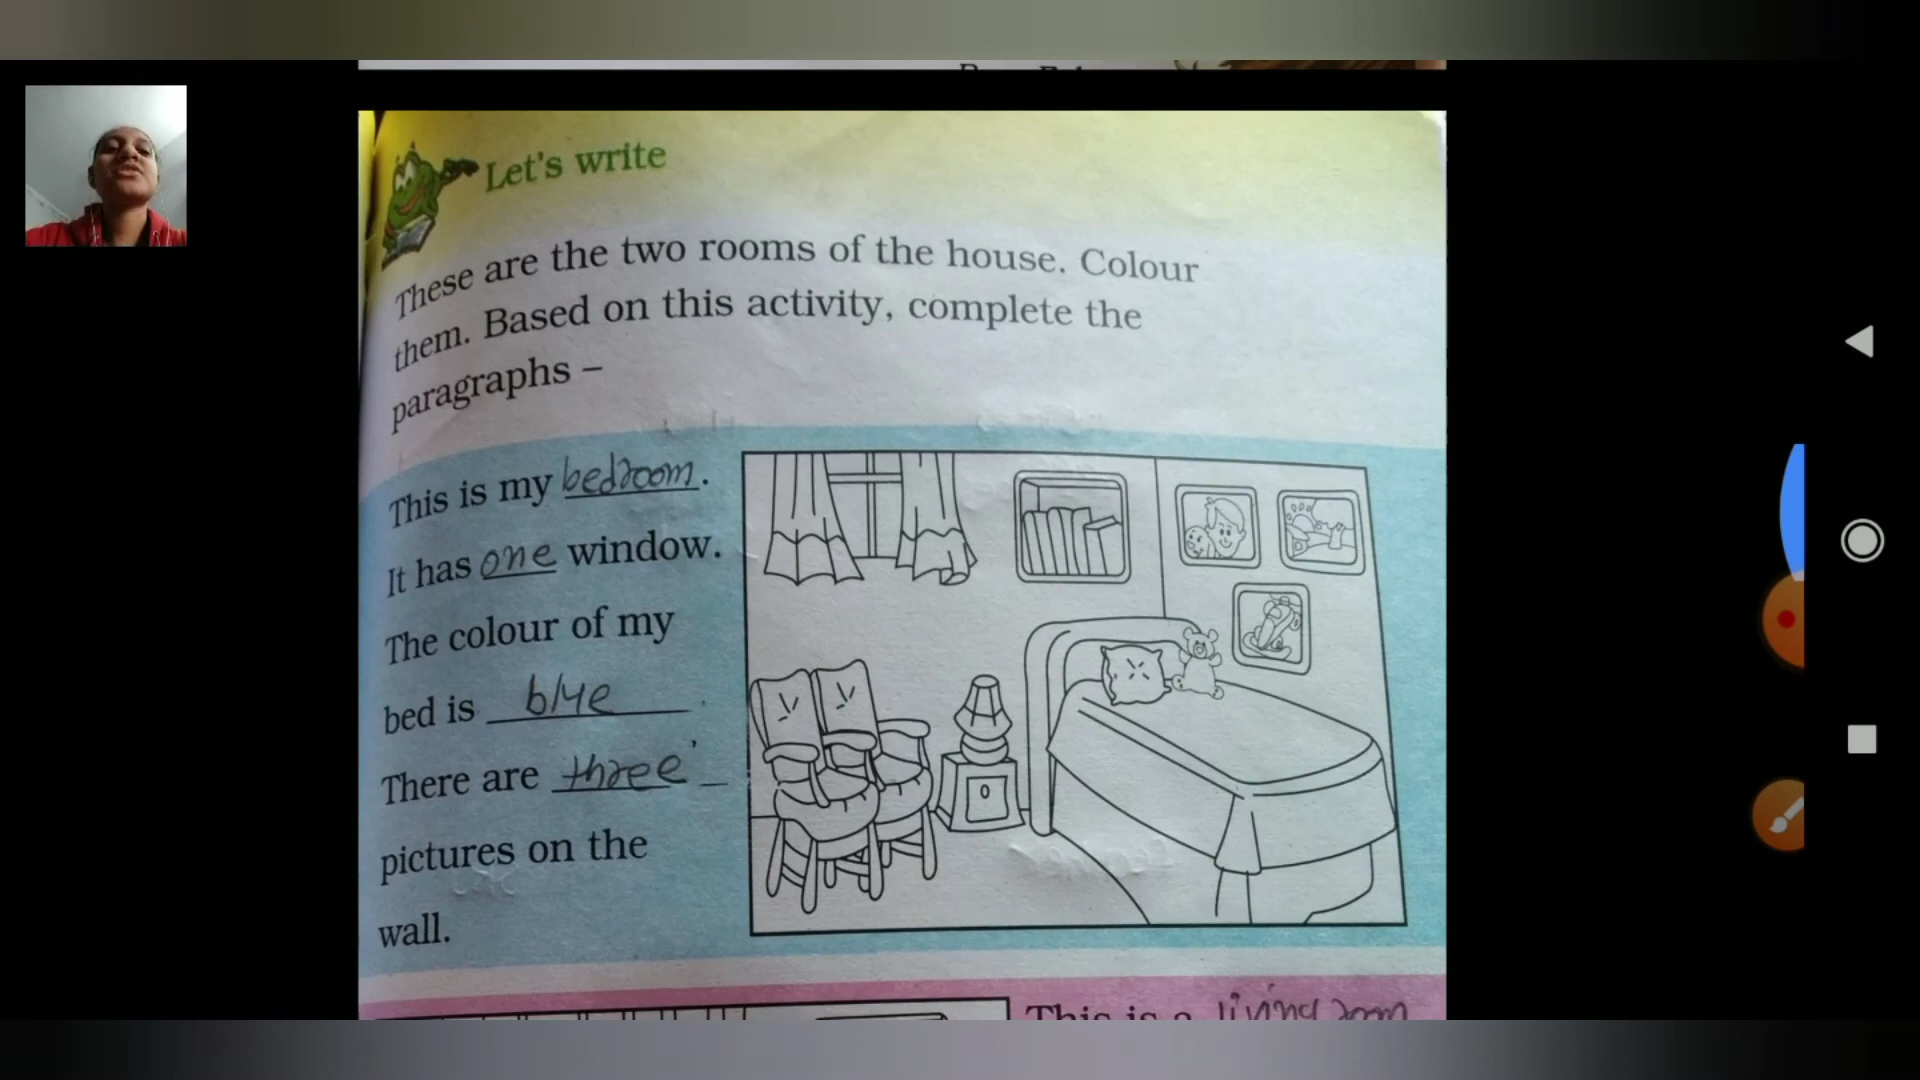 Let's write
These are the two rooms of the house. Colour
them. Based on this activity, complete the
paragraphs –
This is my bedroom.
It has one window.
The colour of my
bed is blue
There are three
pictures on the
wall.
This is a living room